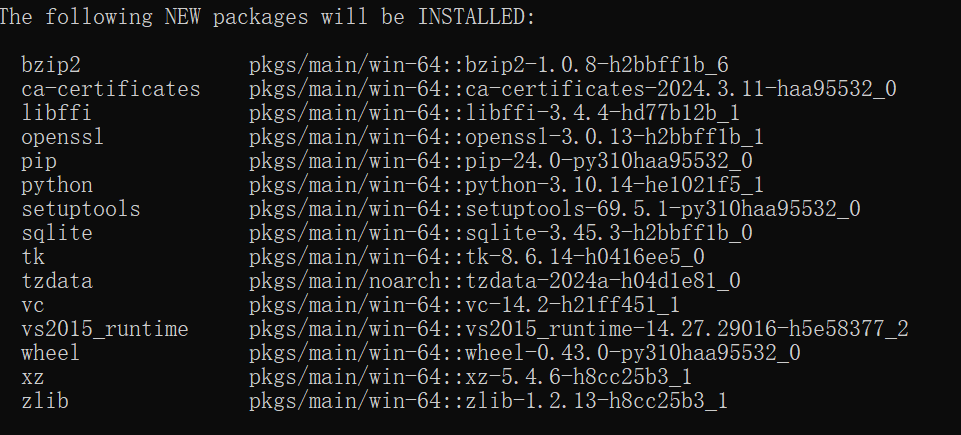 The following NEW packages will be INSTALLED:
bzip2 pkgs/main/win-64::bzip2-1.0.8-h2bbff1b_6
ca-certificates pkgs/main/win-64::ca-certificates-2024.3.11-haa95532_0
libffi pkgs/main/win-64::libffi-3.4.4-hd77b12b_1
openssl pkgs/main/win-64::openssl-3.0.13-h2bbff1b_1
pip pkgs/main/win-64::pip-24.0-py310haa95532_0
python pkgs/main/win-64::python-3.10.14-he1021f5_1
setuptools pkgs/main/win-64::setuptools-69.5.1-py310haa95532_0
sqlite pkgs/main/win-64::sqlite-3.45.3-h2bbff1b_0
tk pkgs/main/win-64::tk-8.6.14-h0416ee5_0
tzdata pkgs/main/noarch::tzdata-2024a-h04d1e81_0
vc pkgs/main/win-64::vc-14.2-h21ff451_1
vs2015_runtime pkgs/main/win-64::vs2015_runtime-14.27.29016-h5e58377_2
wheel pkgs/main/win-64::wheel-0.43.0-py310haa95532_0
xz pkgs/main/win-64::xz-5.4.6-h8cc25b3_1
zlib pkgs/main/win-64::zlib-1.2.13-h8cc25b3_1